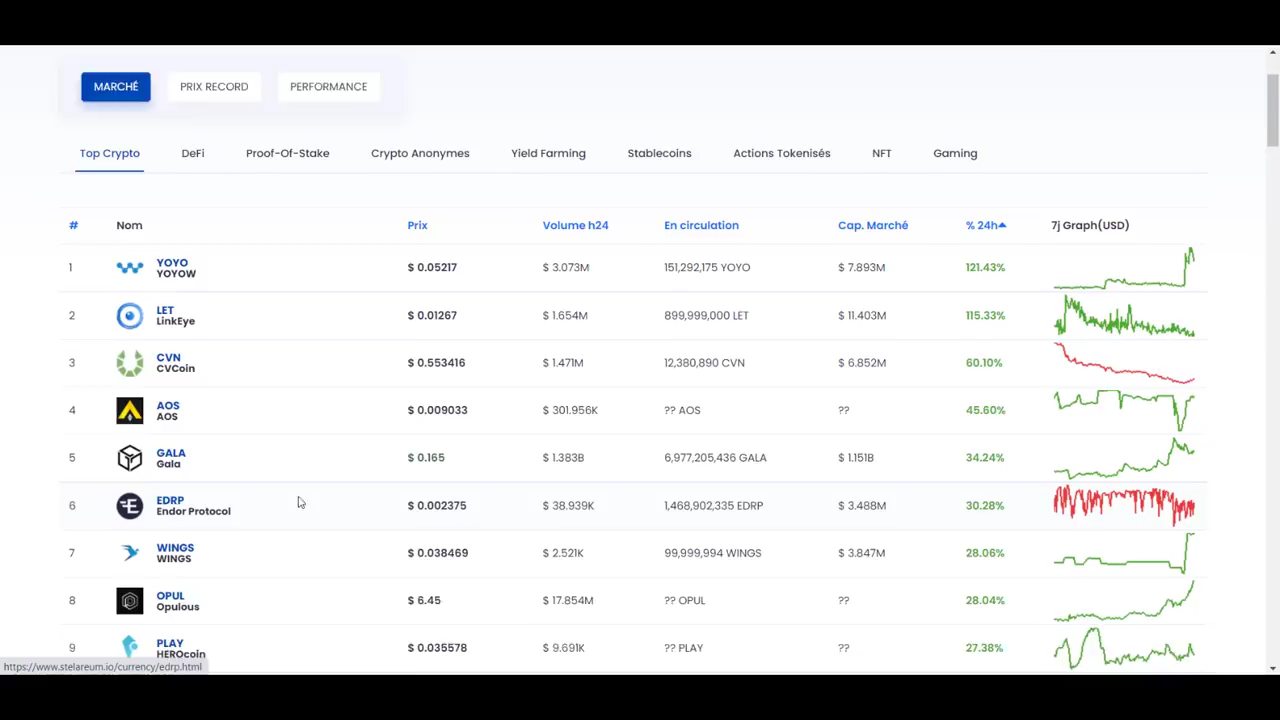 MARCHÉ PRIX RECORD PERFORMANCE
Top Crypto DeFi Proof-Of-Stake Crypto Anonymes Yield Farming Stablecoins Actions Tokenisés NFT Gaming
# Nom Prix Volume h24 En circulation Cap. Marché % 24h 7j Graph(USD)
1 YOYO $ 0.05217 $ 3.073M 151,292,175 YOYO $ 7.893M 121.43%
YOYOW
2 LET $ 0.01267 $ 1.654M 899,999,000 LET $ 11.403M 115.33%
LinkEye
3 CVN $ 0.553416 $ 1.471M 12,380,890 CVN $ 6.852M 60.10%
CVCoin
4 AOS $ 0.009033 $ 301.956K ?? AOS ?? 45.60%
AOS
5 GALA $ 0.165 $ 1.383B 6,977,205,436 GALA $ 1.151B 34.24%
Gala
6 EDRP $ 0.002375 $ 38.939K 1,468,902,335 EDRP $ 3.488M 30.28%
Endor Protocol
7 WINGS $ 0.038469 $ 2.521K 99,999,994 WINGS $ 3.847M 28.06%
WINGS
8 OPUL $ 6.45 $ 17.854M ?? OPUL ?? 28.04%
Opulous
9 PLAY $ 0.035578 $ 9.691K ?? PLAY ?? 27.38%
HEROcoin
https://www.stelareum.io/currency/edrp.html